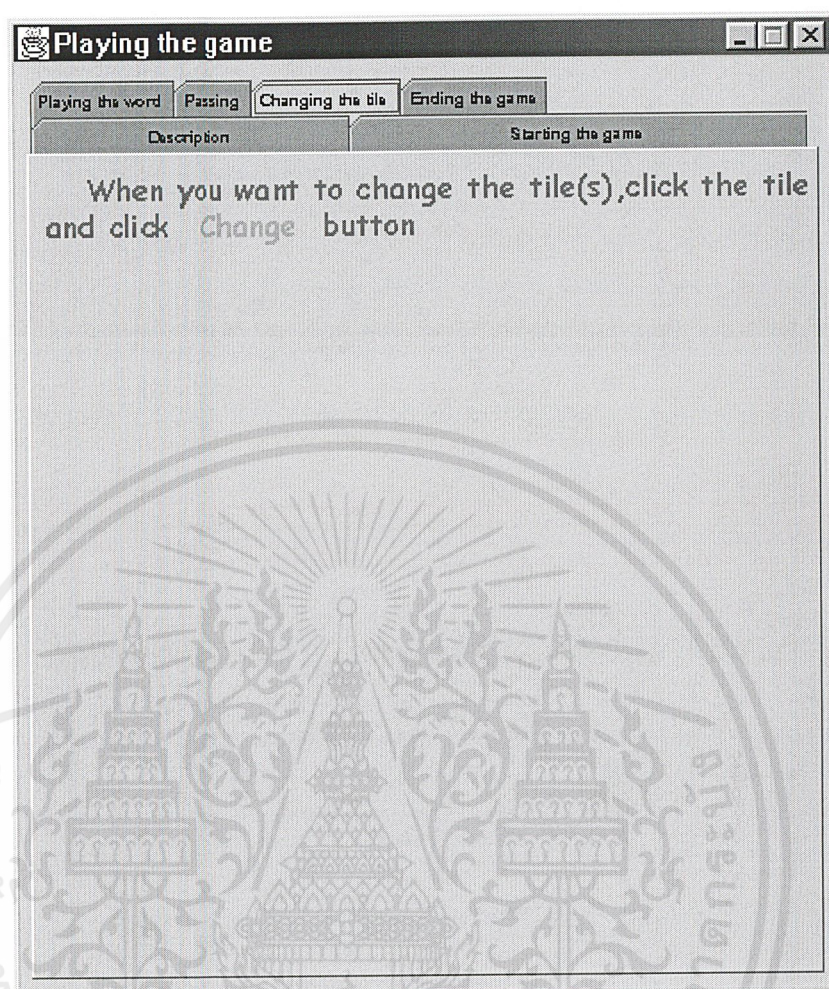 Playing the game
Playing the word Passing Changing the tile Ending the game
Description Starting the game
When you want to change the tile(s),click the tile
and click Change button